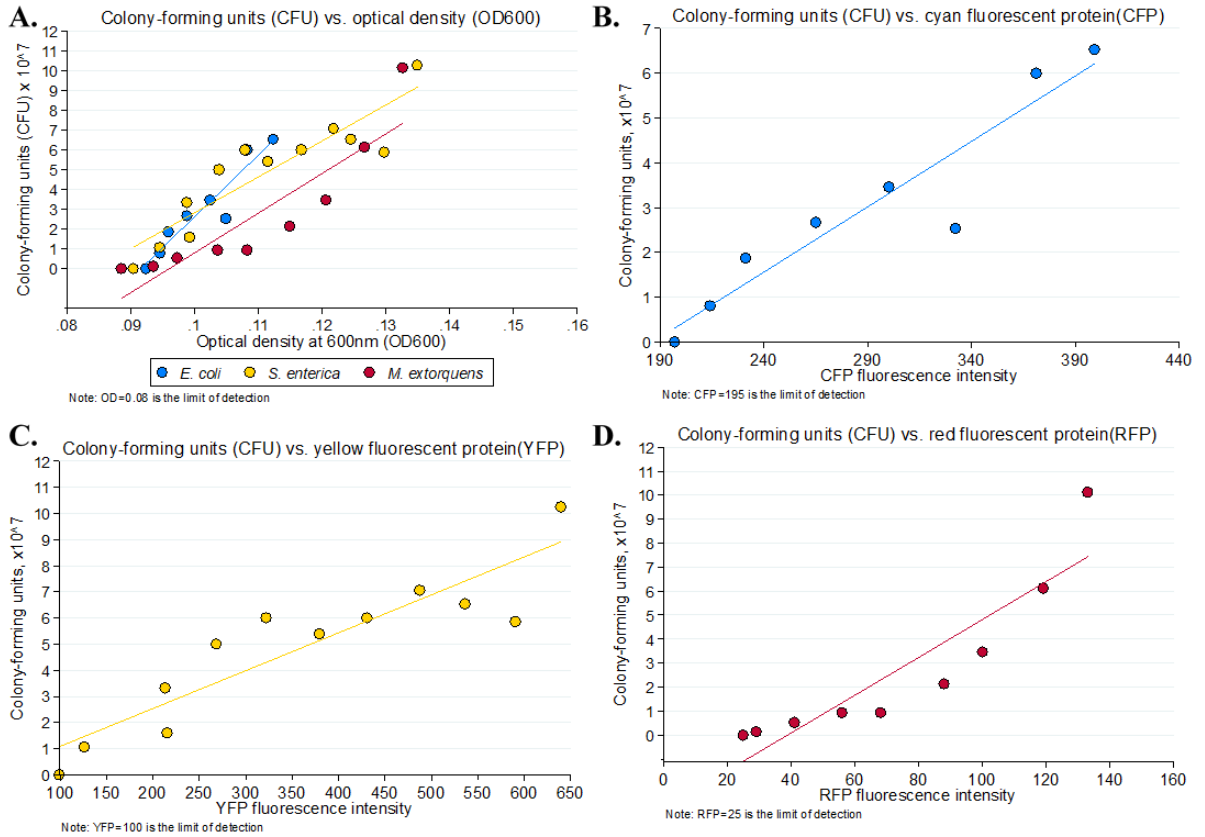 A.
Colony-forming units (CFU) vs. optical density (OD600)
Colony-forming units (CFU) x 10^7
12
11
10
9
8
7
6
5
4
3
2
1
0
.08 .09 .1 .11 .12 .13 .14 .15 .16
Optical density at 600nm (OD600)
E. coli S. enterica M. extorquens
Note: OD=0.08 is the limit of detection
B.
Colony-forming units (CFU) vs. cyan fluorescent protein(CFP)
Colony-forming units, x10^7
7
6
5
4
3
2
1
0
190 240 290 340 390 440
CFP fluorescence intensity
Note: CFP=195 is the limit of detection
C.
Colony-forming units (CFU) vs. yellow fluorescent protein(YFP)
Colony-forming units, x10^7
12
11
10
9
8
7
6
5
4
3
2
1
0
100 150 200 250 300 350 400 450 500 550 600 650
YFP fluorescence intensity
Note: YFP=100 is the limit of detection
D.
Colony-forming units (CFU) vs. red fluorescent protein(RFP)
Colony-forming units, x10^7
12
11
10
9
8
7
6
5
4
3
2
1
0
0 20 40 60 80 100 120 140 160
RFP fluorescence intensity
Note: RFP=25 is the limit of detection